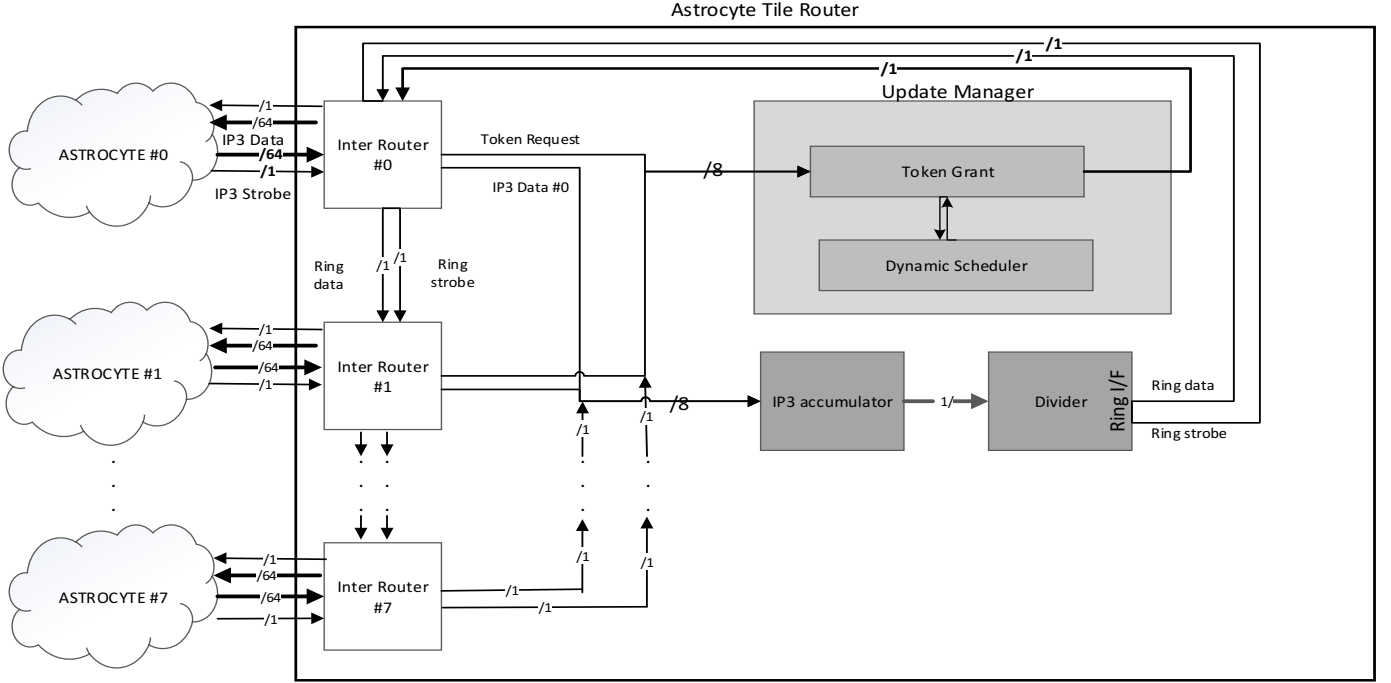 Astrocyte Tile Router
/1
/1
/1
Update Manager
/1
/64
IP3 Data
/64
/1
IP3 Strobe
ASTROCYTE #0
Inter Router
#0
Token Request
IP3 Data #0
/8
Token Grant
Dynamic Scheduler
Ring
data
/1
/1
Ring
strobe
/1
/64
/64
/1
ASTROCYTE #1
Inter Router
#1
/8
/1
/1
IP3 accumulator
1/
Divider
Ring I/F
Ring data
Ring strobe
/1
/64
/64
/1
ASTROCYTE #7
Inter Router
#7
/1
/1
/1
/1